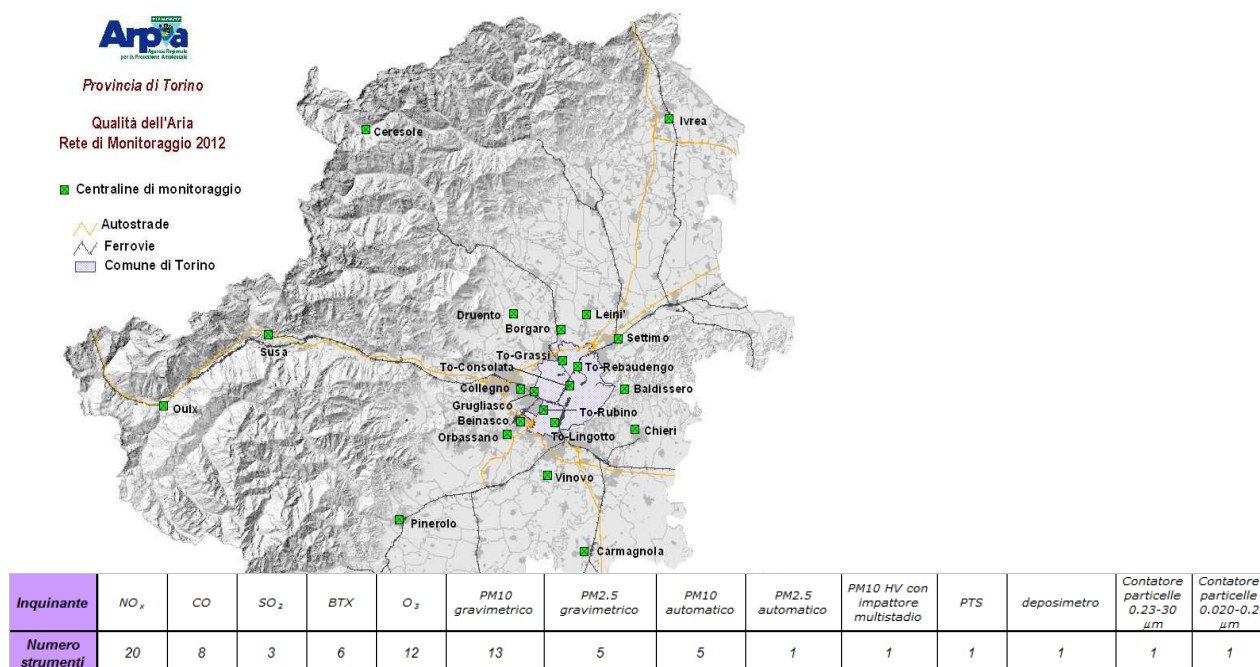 PIEMONTE
Arpa
Agenzia Regionale
per la Protezione Ambientale
Provincia di Torino
Qualità dell'Aria
Rete di Monitoraggio 2012
Centraline di monitoraggio
Autostrade
Ferrovie
Comune di Torino
Ceresole
Ivrea
Druento
Leini'
Borgaro
Settimo
Susa
To-Grassi
To-Consolata
To-Rebaudengo
Collegno
Baldissero
Oulx
Grugliasco
To-Rubino
Beinasco
Chieri
Orbassano
To-Lingotto
Vinovo
Pinerolo
Carmagnola
Inquinante NOx CO SO2 BTX O3 PM10 gravimetrico PM2.5 gravimetrico PM10 automatico PM2.5 automatico PM10 HV con impattore multistadio PTS deposimetro Contatore particelle 0.23-30 µm Contatore particelle 0.020-0.2 µm
Numero strumenti 20 8 3 6 12 13 5 5 1 1 1 1 1 1